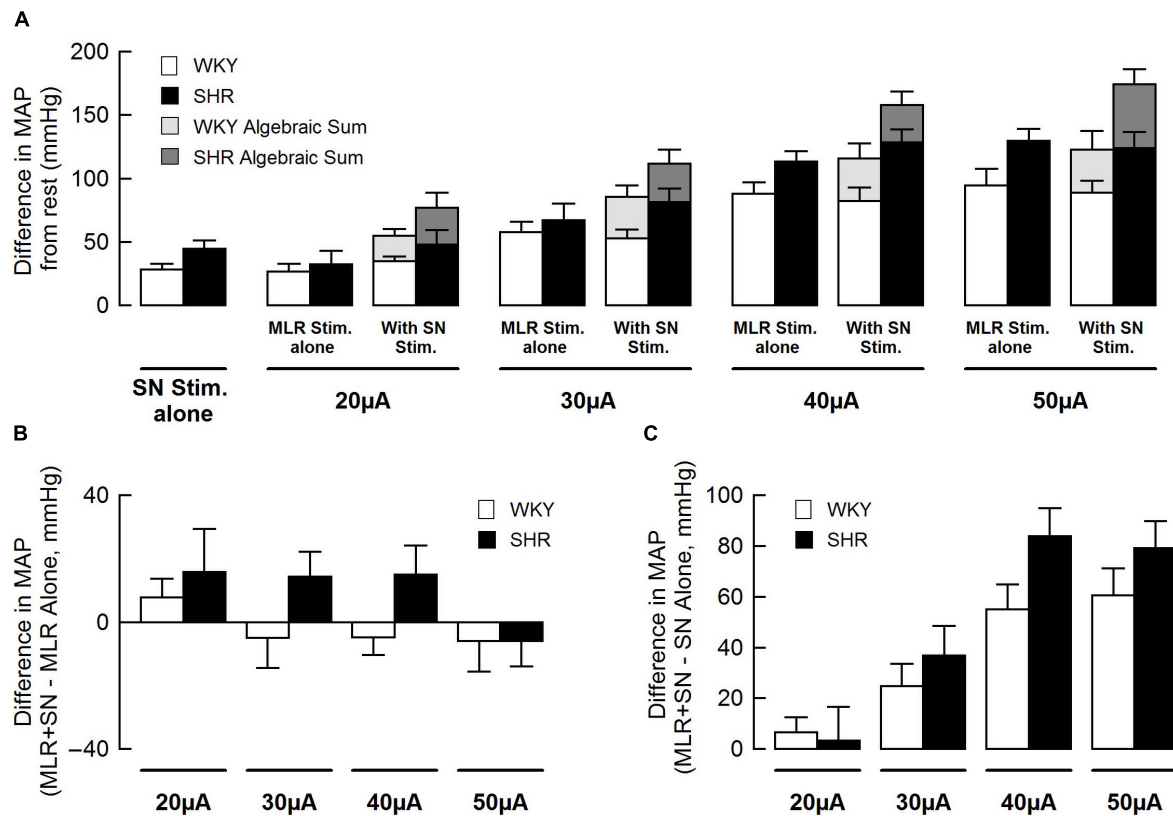 A
Difference in MAP
from rest (mmHg)
200
150
100
50
0
WKY
SHR
WKY Algebraic Sum
SHR Algebraic Sum
MLR Stim.
alone
With SN
Stim.
MLR Stim.
alone
With SN
Stim.
MLR Stim.
alone
With SN
Stim.
MLR Stim.
alone
With SN
Stim.
SN Stim.
alone
20µA
30µA
40µA
50µA
B
Difference in MAP
(MLR+SN - MLR Alone, mmHg)
40
0
–40
WKY
SHR
20µA
30µA
40µA
50µA
C
Difference in MAP
(MLR+SN - SN Alone, mmHg)
100
80
60
40
20
0
WKY
SHR
20µA
30µA
40µA
50µA